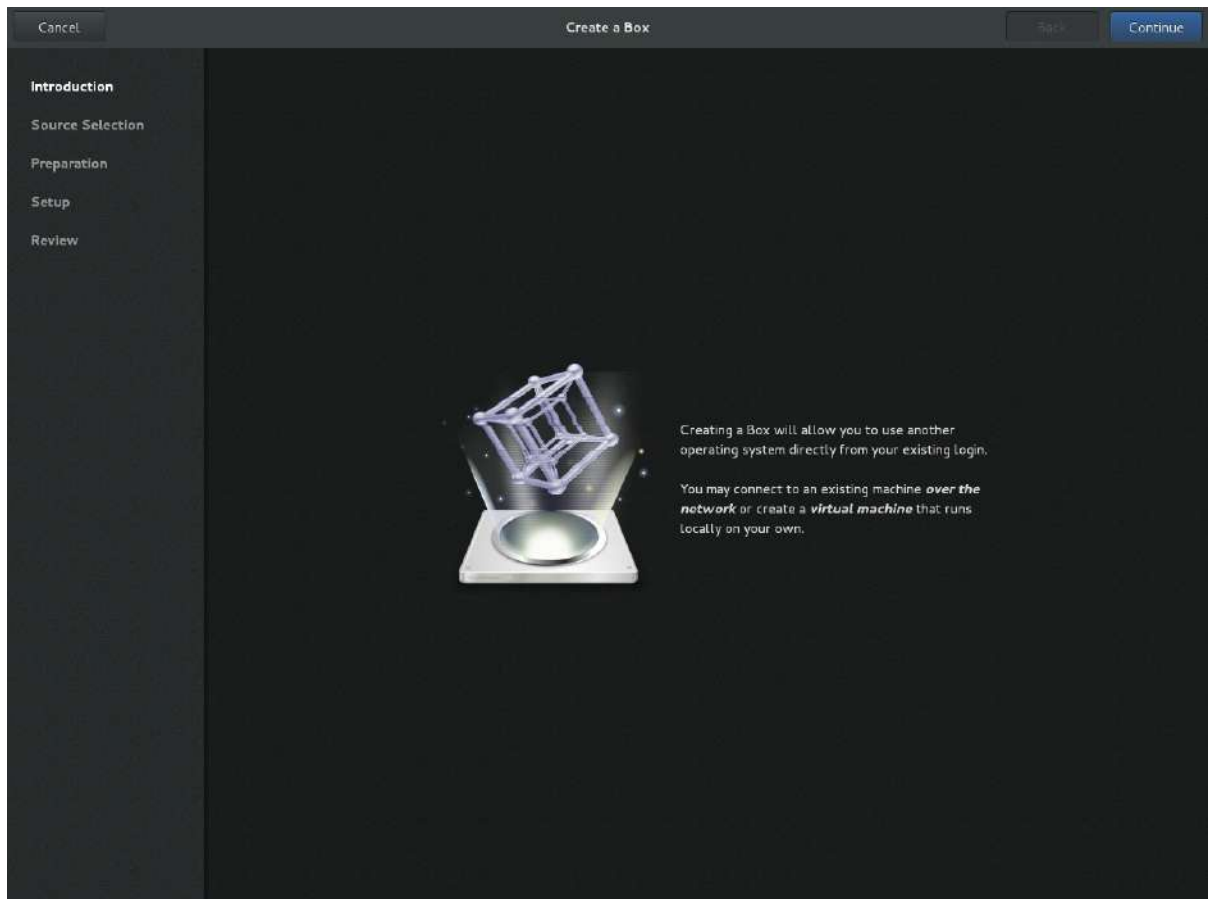 Cancel
Create a Box
Back
Continue
Introduction
Source Selection
Preparation
Setup
Review
Creating a Box will allow you to use another
operating system directly from your existing login.
You may connect to an existing machine over the
network or create a virtual machine that runs
locally on your own.